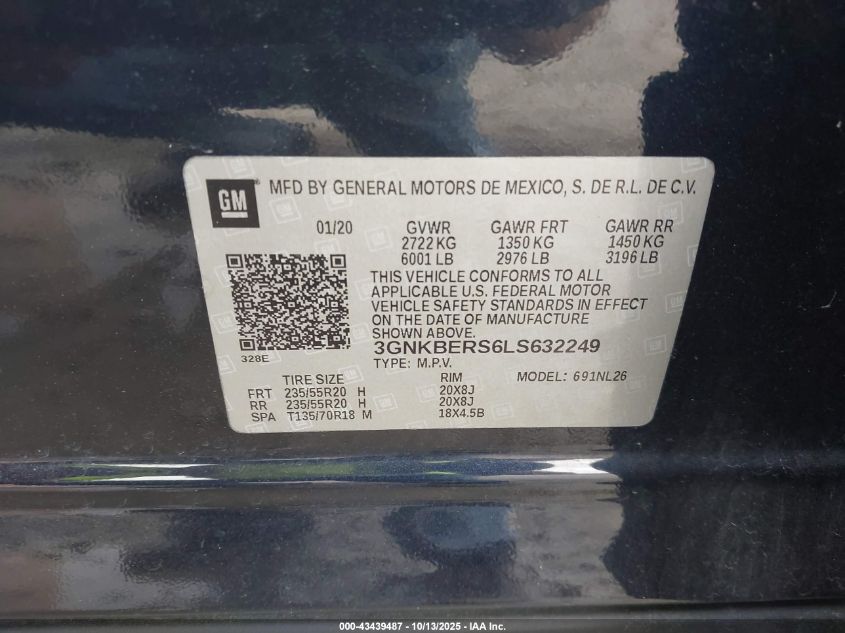 GM
MFD BY GENERAL MOTORS DE MEXICO, S. DE R.L. DE C.V.
01/20 GVWR GAWR FRT GAWR RR
2722 KG 1350 KG 1450 KG
6001 LB 2976 LB 3196 LB
THIS VEHICLE CONFORMS TO ALL
APPLICABLE U.S. FEDERAL MOTOR
VEHICLE SAFETY STANDARDS IN EFFECT
ON THE DATE OF MANUFACTURE
SHOWN ABOVE.
328E
3GNKBERS6LS632249
TYPE: M.P.V.
TIRE SIZE RIM MODEL: 691NL26
FRT 235/55R20 H 20X8J
RR 235/55R20 H 20X8J
SPA T135/70R18 M 18X4.5B
000-43439487 - 10/13/2025 - IAA Inc.